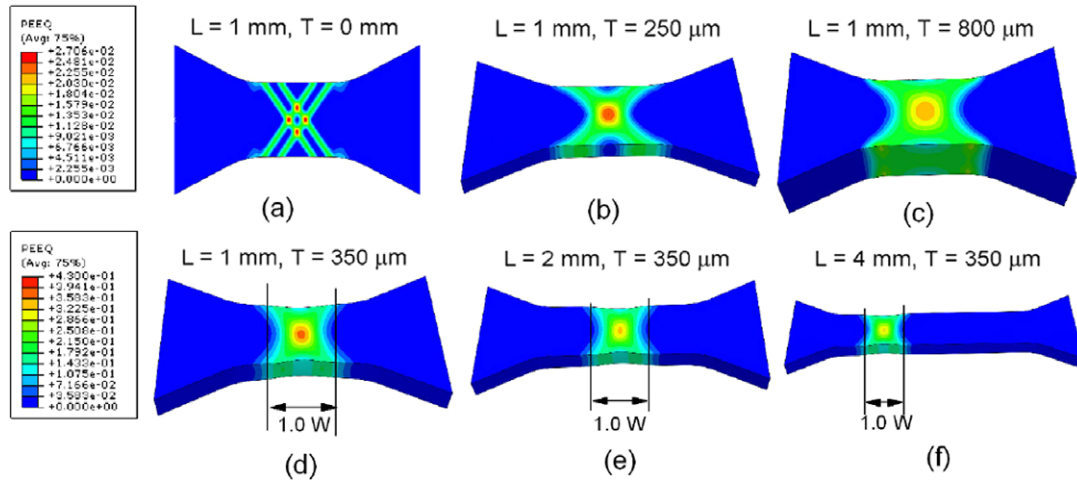 PEEQ
(Avg: 75%)
+2.706e-02
+2.481e-02
+2.255e-02
+2.030e-02
+1.804e-02
+1.579e-02
+1.353e-02
+1.128e-02
+9.021e-03
+6.766e-03
+4.511e-03
+2.255e-03
+0.000e+00
L = 1 mm, T = 0 mm
L = 1 mm, T = 250 μm
L = 1 mm, T = 800 μm
(a)
(b)
(c)
PEEQ
(Avg: 75%)
+4.300e-01
+3.941e-01
+3.583e-01
+3.225e-01
+2.866e-01
+2.508e-01
+2.150e-01
+1.792e-01
+1.433e-01
+1.075e-01
+7.166e-02
+3.583e-02
+0.000e+00
L = 1 mm, T = 350 μm
L = 2 mm, T = 350 μm
L = 4 mm, T = 350 μm
1.0 W
1.0 W
1.0 W
(d)
(e)
(f)